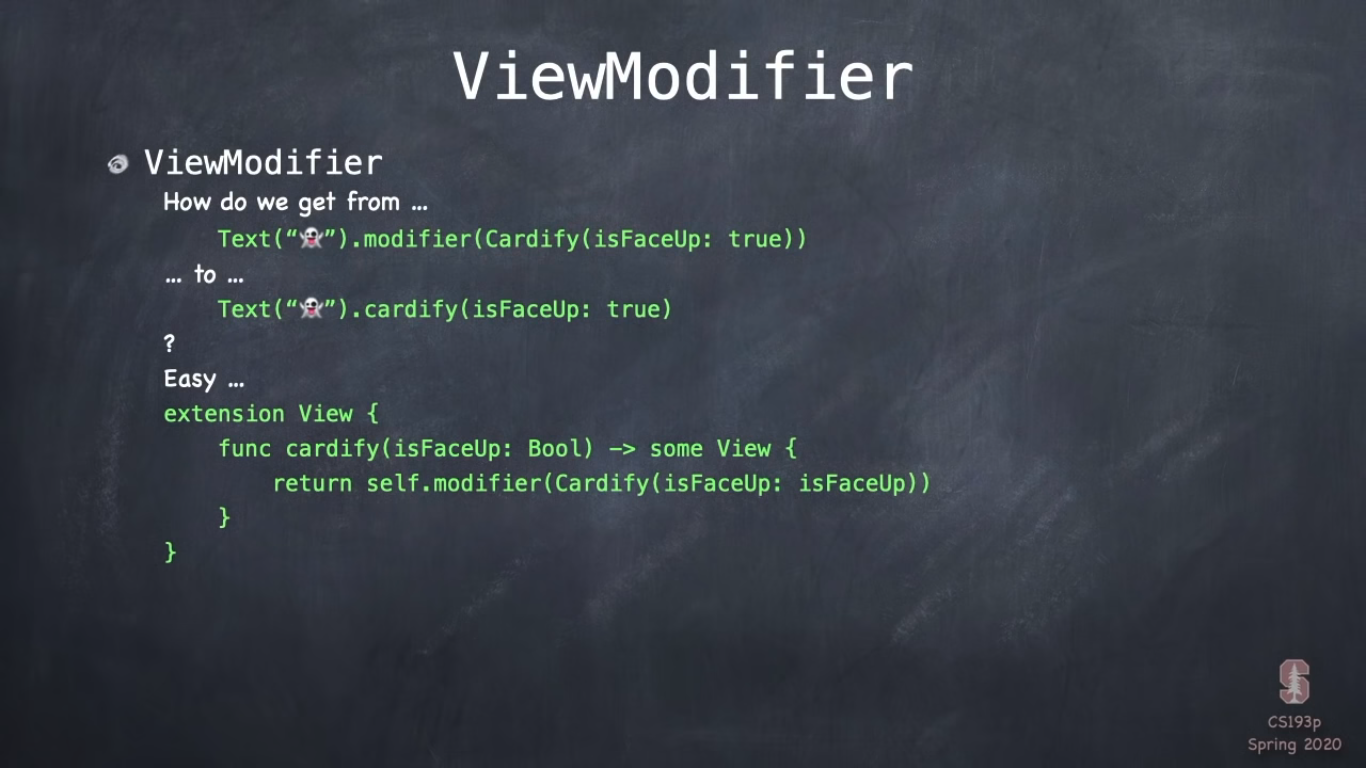 ViewModifier
ViewModifier
How do we get from …
Text(“👻”).modifier(Cardify(isFaceUp: true))
… to …
Text(“👻”).cardify(isFaceUp: true)
?
Easy …
extension View {
func cardify(isFaceUp: Bool) -> some View {
return self.modifier(Cardify(isFaceUp: isFaceUp))
}
}
S
CS193p
Spring 2020